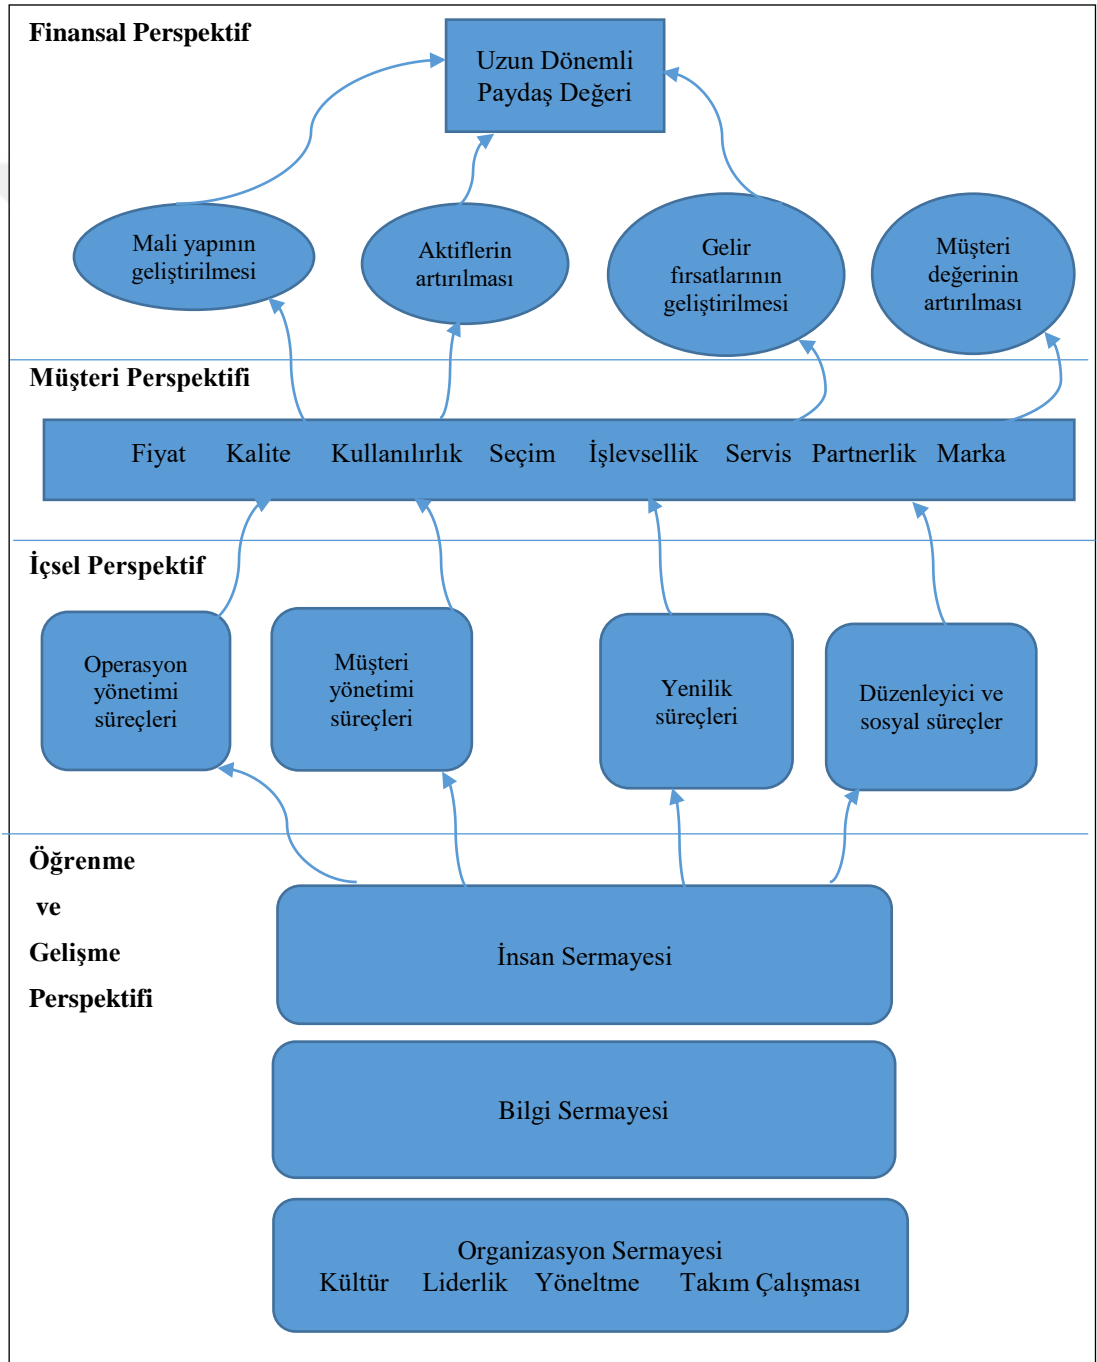 Finansal Perspektif
Uzun Dönemli
Paydaş Değeri
Mali yapının
geliştirilmesi
Aktiflerin
artırılması
Gelir
fırsatlarının
geliştirilmesi
Müşteri
değerinin
artırılması
Müşteri Perspektifi
Fiyat Kalite Kullanılırlık Seçim İşlevsellik Servis Partnerlik Marka
İçsel Perspektif
Operasyon
yönetimi
süreçleri
Müşteri
yönetimi
süreçleri
Yenilik
süreçleri
Düzenleyici ve
sosyal süreçler
Öğrenme
ve
Gelişme
Perspektifi
İnsan Sermayesi
Bilgi Sermayesi
Organizasyon Sermayesi
Kültür Liderlik Yöneltme Takım Çalışması